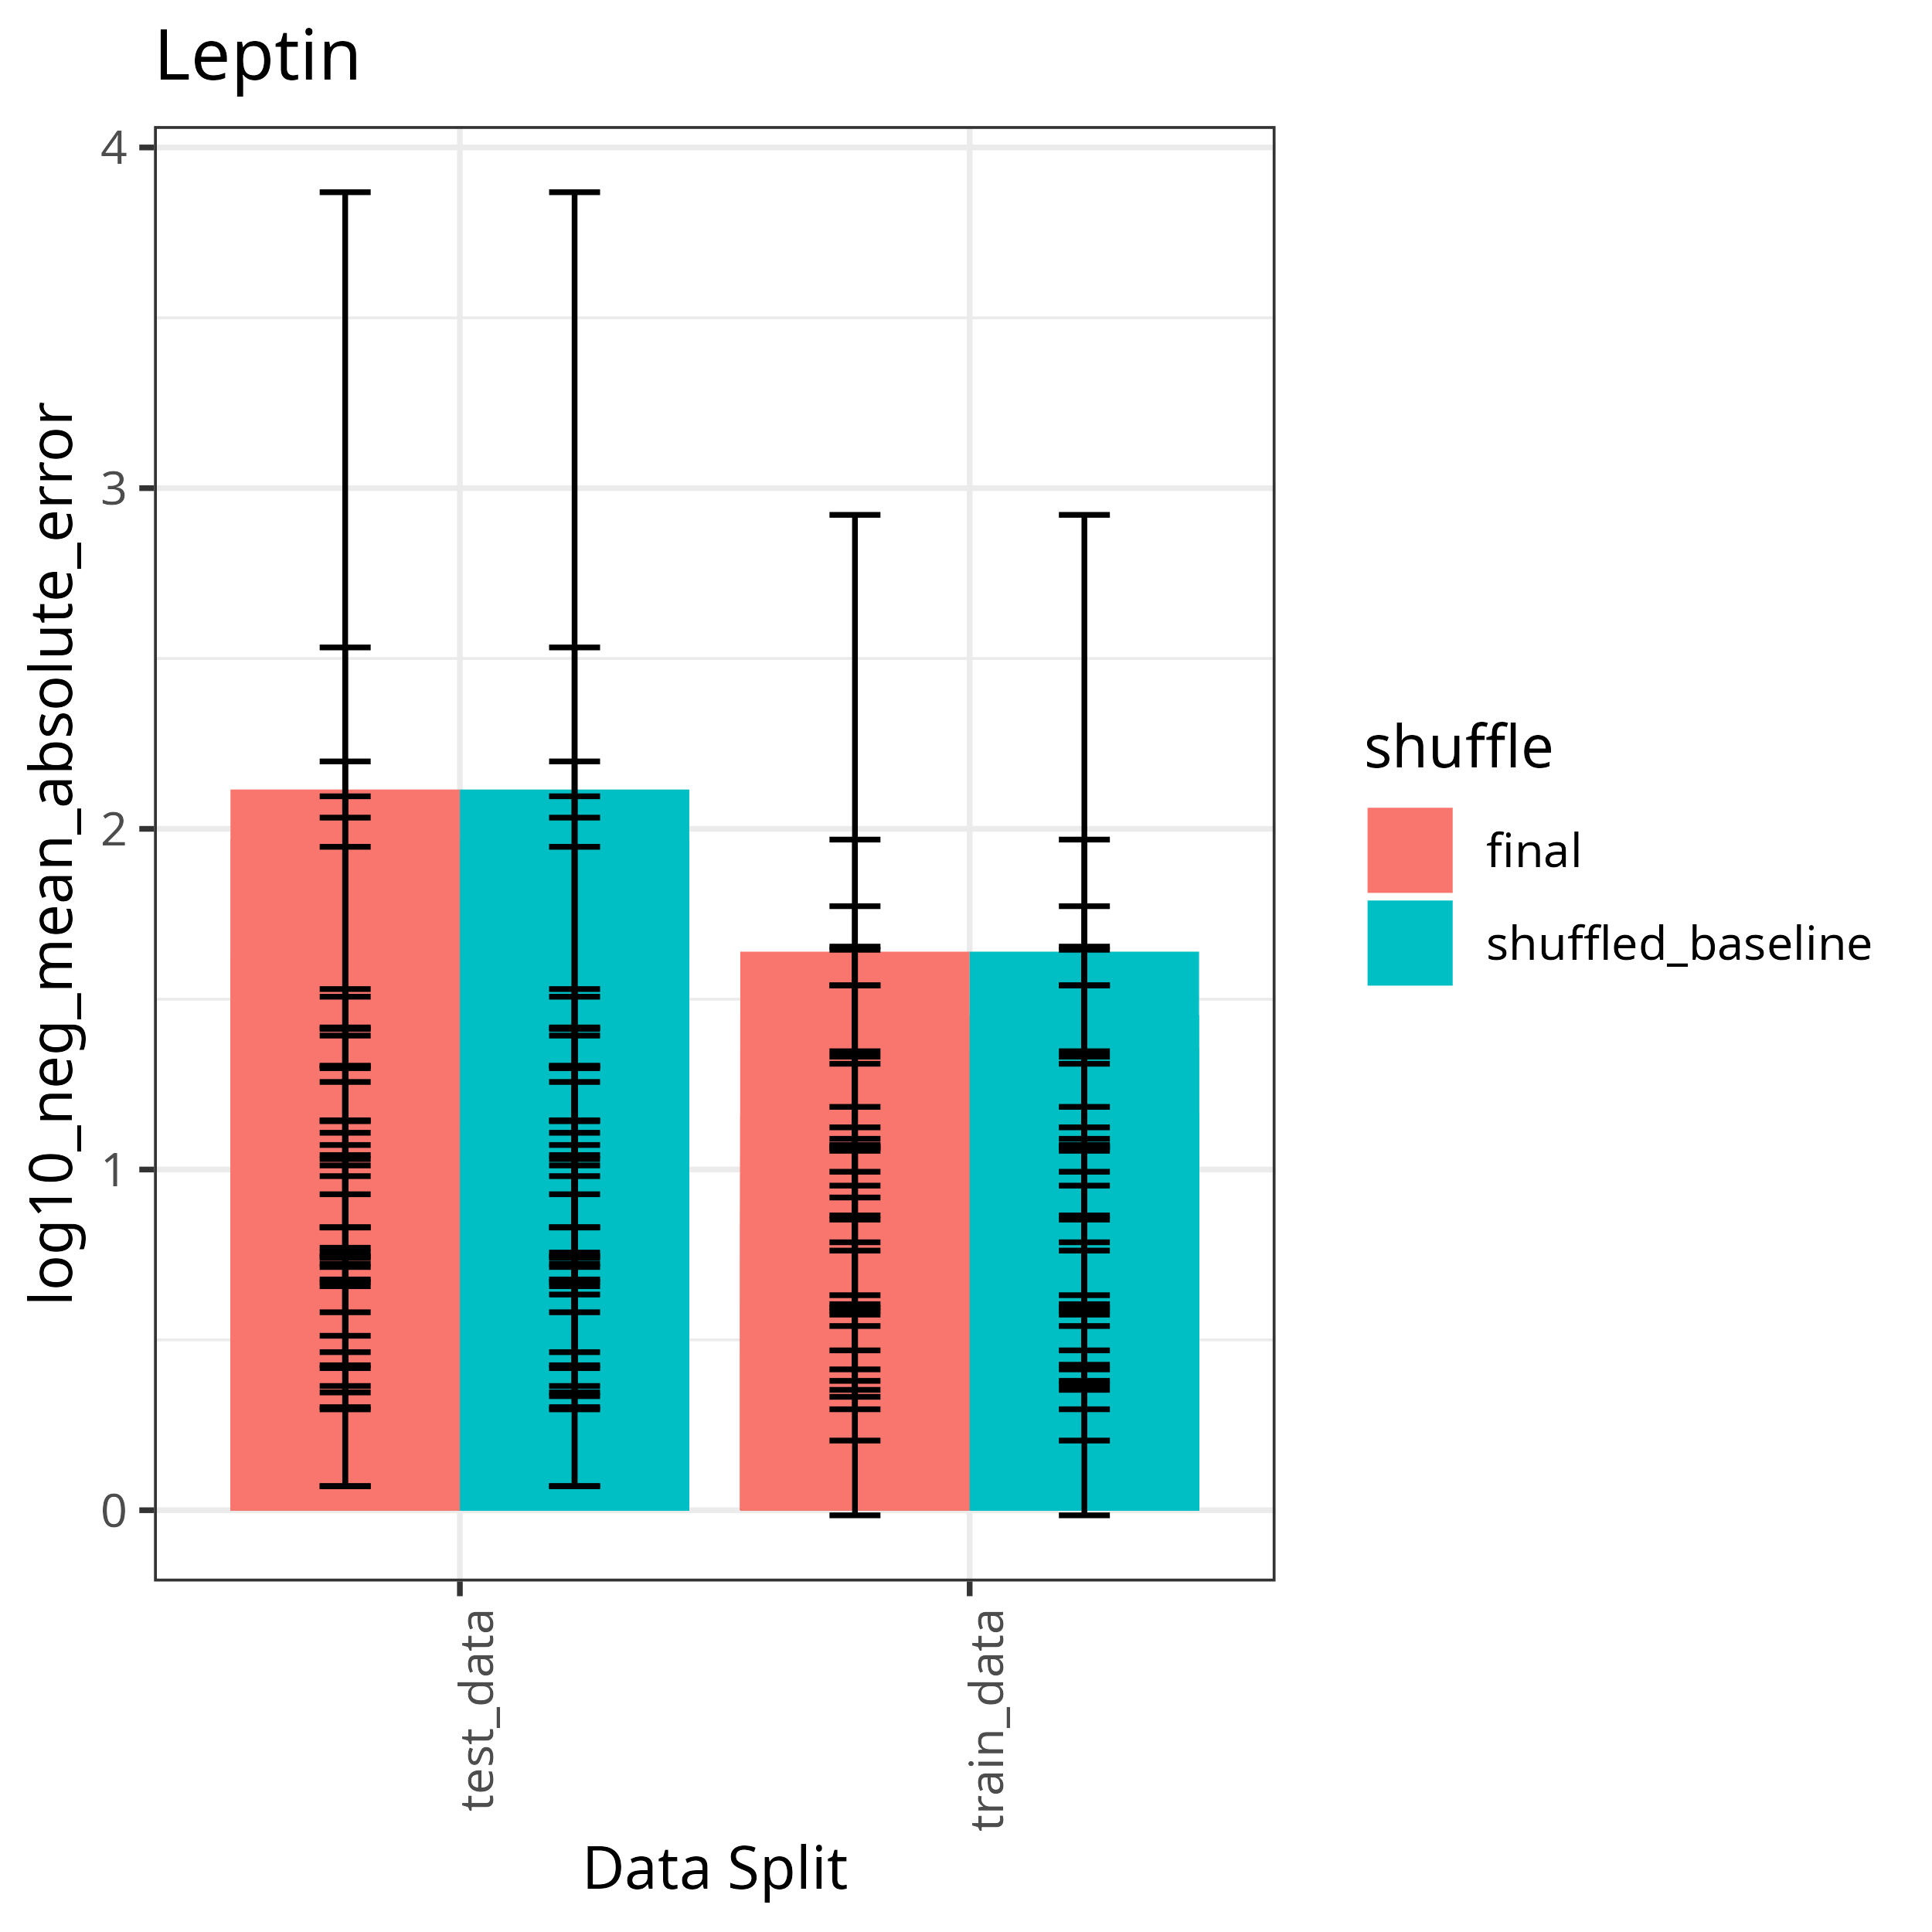 Leptin
log10_neg_mean_absolute_error
4
3
2
1
0
test_data
train_data
Data Split
shuffle
final
shuffled_baseline